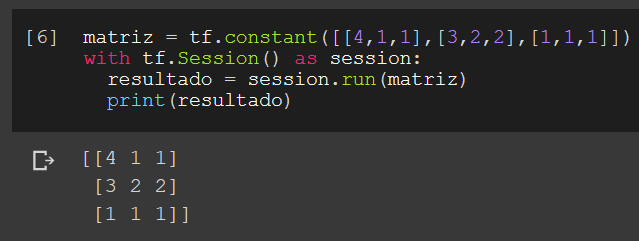 [6] matriz = tf.constant([[4,1,1],[3,2,2],[1,1,1]])
with tf.Session() as session:
resultado = session.run(matriz)
print(resultado)
[[4 1 1]
[3 2 2]
[1 1 1]]